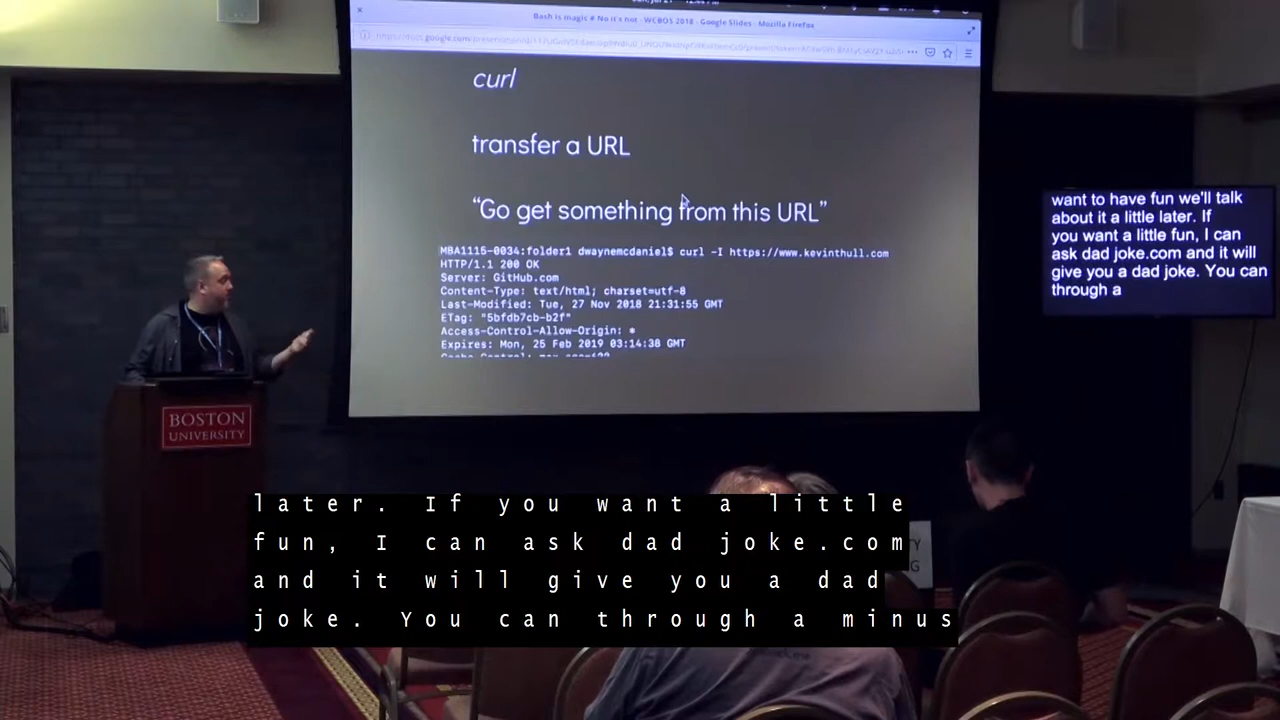 Bash is magic # No it's not - WCBOS 2018 - Google Slides - Mozilla Firefox
curl
transfer a URL
“Go get something from this URL”
MBA1115-0034:folder1 dwaynemcdaniel$ curl -I https://www.kevinthull.com
HTTP/1.1 200 OK
Server: GitHub.com
Content-Type: text/html; charset=utf-8
Last-Modified: Tue, 27 Nov 2018 21:31:55 GMT
ETag: "5bfdb7cb-b2f"
Access-Control-Allow-Origin: *
Expires: Mon, 25 Feb 2019 03:14:38 GMT
want to have fun we'll talk
about it a little later. If
you want a little fun, I can
ask dad joke.com and it will
give you a dad joke. You can
through a
BOSTON
UNIVERSITY
later. If you want a little
fun, I can ask dad joke.com
and it will give you a dad
joke. You can through a minus